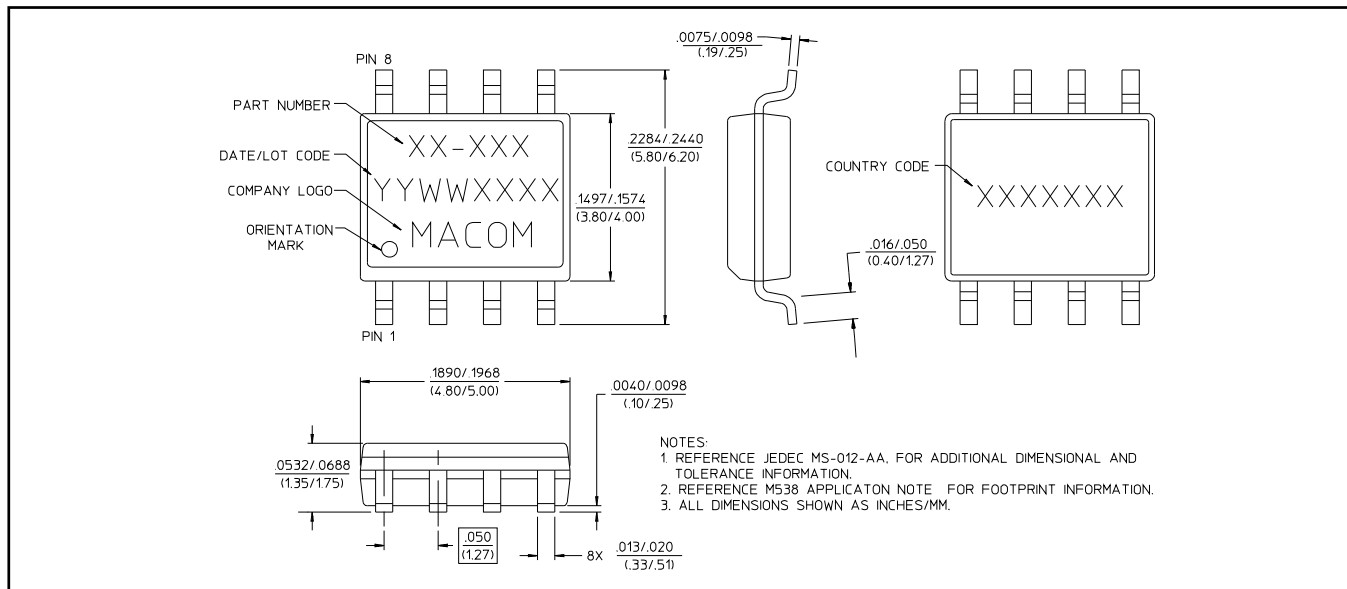 PIN 8
PART NUMBER
XX-XXX
DATE/LOT CODE
YYWWXXXX
COMPANY LOGO
MACOM
ORIENTATION
MARK
PIN 1
.2284/.2440
(5.80/6.20)
.1497/.1574
(3.80/4.00)
.0075/.0098
(.19/.25)
.016/.050
(0.40/1.27)
COUNTRY CODE
XXXXXXX
.1890/.1968
(4.80/5.00)
.0040/.0098
(.10/.25)
.0532/.0688
(1.35/1.75)
.050
(1.27)
8X .013/.020
(.33/.51)
NOTES:
1. REFERENCE JEDEC MS-012-AA, FOR ADDITIONAL DIMENSIONAL AND
TOLERANCE INFORMATION.
2. REFERENCE M538 APPLICATON NOTE FOR FOOTPRINT INFORMATION.
3. ALL DIMENSIONS SHOWN AS INCHES/MM.